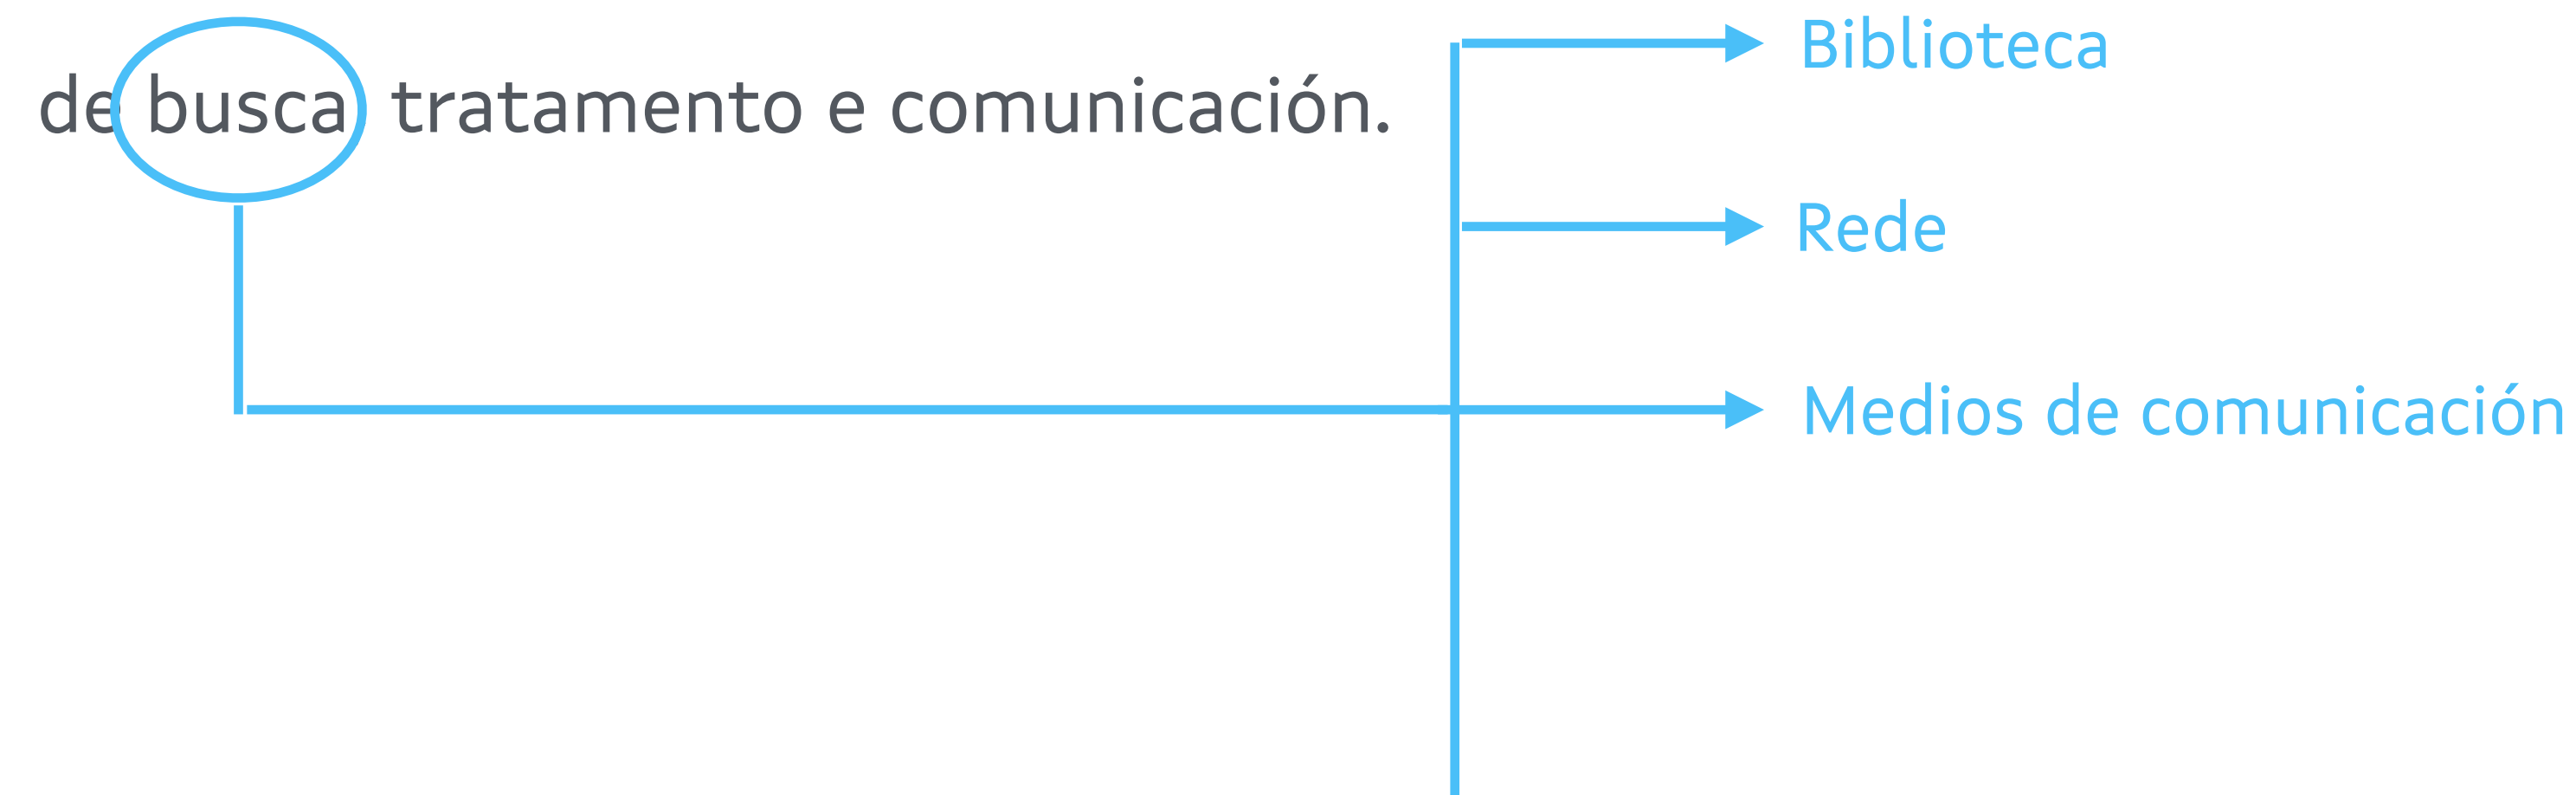 de busca tratamento e comunicación.
Biblioteca
Rede
Medios de comunicación